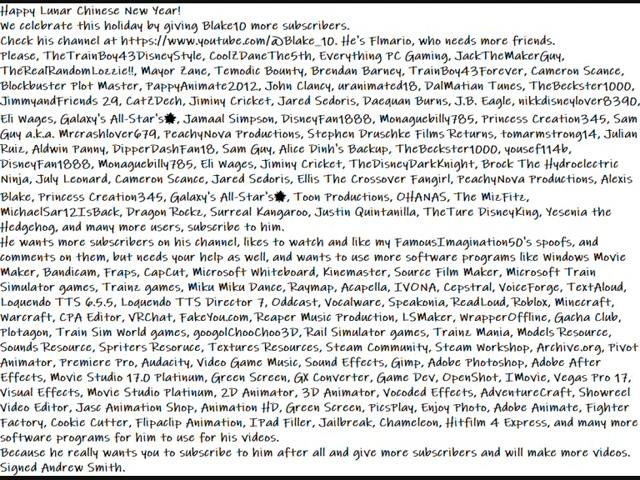 Happy Lunar Chinese New Year!
We celebrate this holiday by giving Blake10 more subscribers.
Check his channel at https://www.youtube.com/@Blake_10. He's Flmario, who needs more friends.
Please, TheTrainBoy43DisneyStyle, CoolZDaneThe5th, Everything PC Gaming, JackTheMakerGuy,
TheRealRandomLozzie!!, Mayor Zane, Temodic Bounty, Brendan Barney, TrainBoy43Forever, Cameron Scance,
Blockbuster Plot Master, PappyAnimate2012, John Clancy, uranimated18, DalMatian Tunes, TheBeckster1000,
JimmyandFriends 29, CatZDech, Jiminy Cricket, Jared Sedoris, Daequan Burns, J.B. Eagle, nikkdisneylover8390,
Eli Wages, Galaxy's All-Star's, Jamaal Simpson, DisneyFan1888, Monaguebilly785, Princess Creation345, Sam
Guy a.k.a. Mrcrashlover679, PeachyNova Productions, Stephen Druschke Films Returns, tomarmstrong14, Julian
Ruiz, Aldwin Panny, DipperDashFan18, Sam Guy, Alice Dinh's Backup, TheBeckster1000, yousef114b,
DisneyFan1888, Monaguebilly785, Eli Wages, Jiminy Cricket, TheDisneyDarkKnight, Brock The Hydroelectric
Ninja, July Leonard, Cameron Scance, Jared Sedoris, Ellis The Crossover Fangirl, PeachyNova Productions, Alexis
Blake, Princess Creation345, Galaxy's All-Star's, Toon Productions, OHANAS, The MizFitz,
MichaelSar12IsBack, Dragon Rockz, Surreal Kangaroo, Justin Quintanilla, TheTure DisneyKing, Yesenia the
Hedgehog, and many more users, subscribe to him.
He wants more subscribers on his channel, likes to watch and like my FamousImagination50's spoofs, and
comments on them, but needs your help as well, and wants to use more software programs like Windows Movie
Maker, Bandicam, Fraps, CapCut, Microsoft Whiteboard, Kinemaster, Source Film Maker, Microsoft Train
Simulator games, Trainz games, Miku Miku Dance, Raymap, Acapella, IVONA, Cepstral, VoiceForge, TextAloud,
Loquendo TTS 6.5.5, Loquendo TTS Director 7, Oddcast, Vocalware, Speakonia, ReadLoud, Roblox, Minecraft,
Warcraft, CPA Editor, VRChat, FakeYou.com, Reaper Music Production, LSMaker, WrapperOffline, Gacha Club,
Plotagon, Train Sim World games, googolChooChoo3D, Rail Simulator games, Trainz Mania, Models Resource,
Sounds Resource, Spriters Resoruce, Textures Resources, Steam Community, Steam Workshop, Archive.org, Pivot
Animator, Premiere Pro, Audacity, Video Game Music, Sound Effects, Gimp, Adobe Photoshop, Adobe After
Effects, Movie Studio 17.0 Platinum, Green Screen, GX Converter, Game Dev, OpenShot, IMovie, Vegas Pro 17,
Visual Effects, Movie Studio Platinum, 2D Animator, 3D Animator, Vocoded Effects, AdventureCraft, Showreel
Video Editor, Jasc Animation Shop, Animation HD, Green Screen, PicsPlay, Enjoy Photo, Adobe Animate, Fighter
Factory, Cookie Cutter, Flipaclip Animation, IPad Filler, Jailbreak, Chameleon, Hitfilm 4 Express, and many more
software programs for him to use for his videos.
Because he really wants you to subscribe to him after all and give more subscribers and will make more videos.
Signed Andrew Smith.